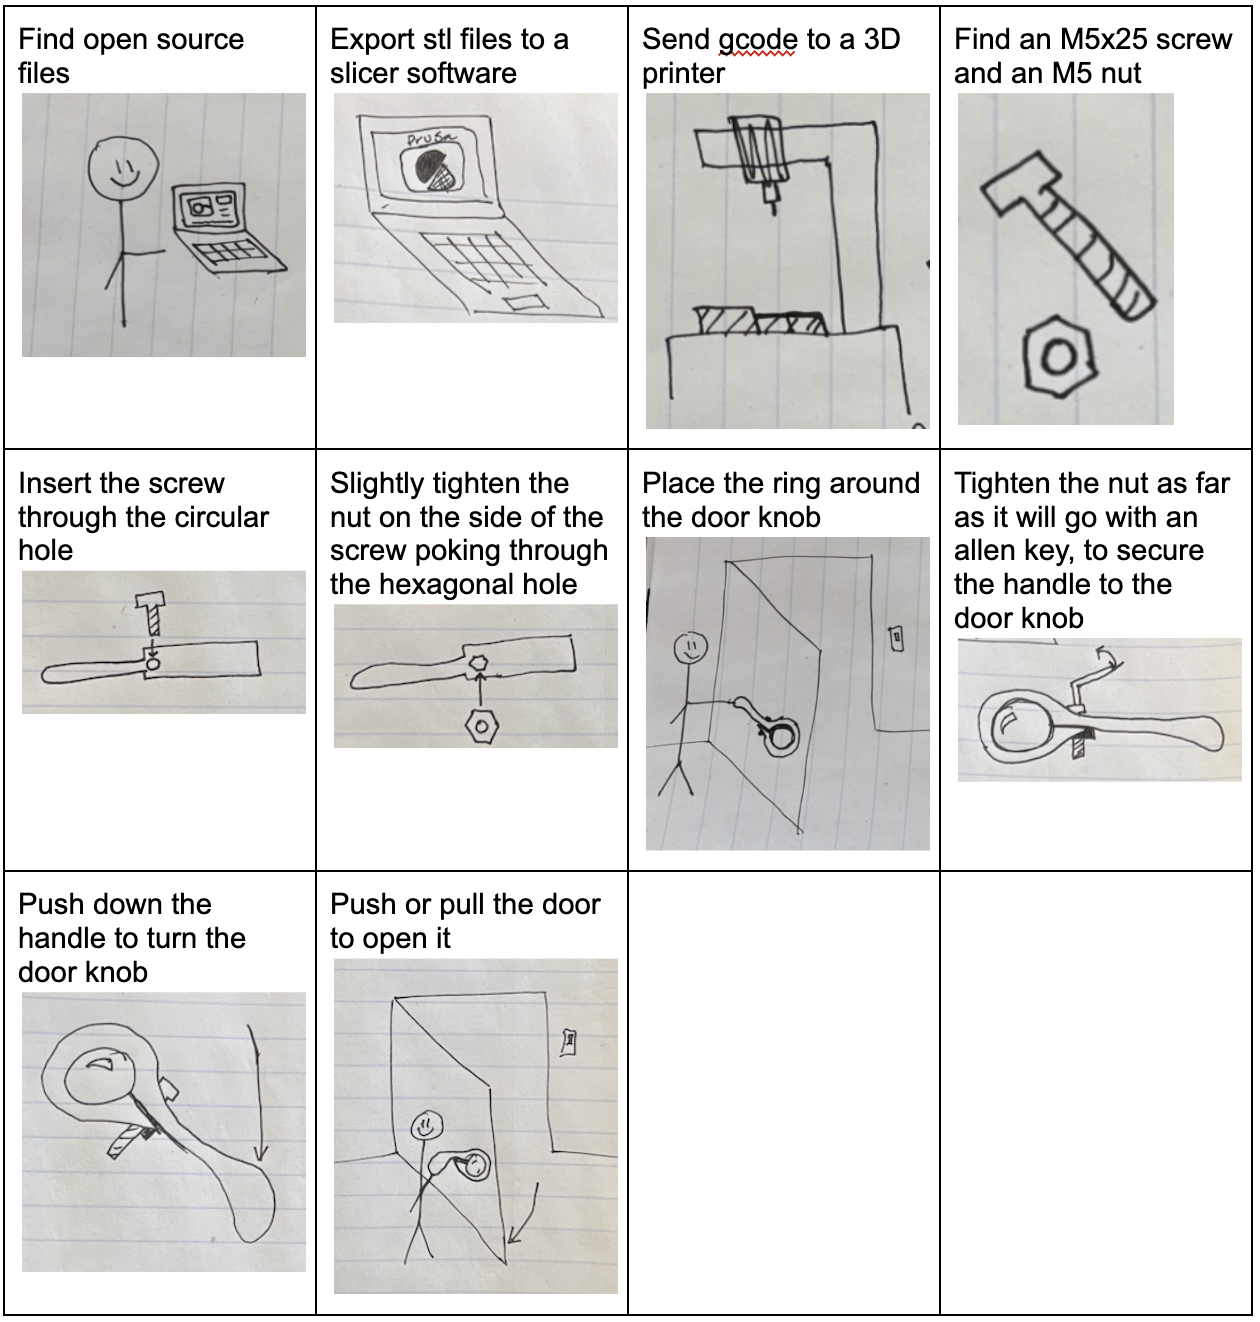 Find open source
files
Export stl files to a
slicer software
Prusa
Send gcode to a 3D
printer
Find an M5x25 screw
and an M5 nut
Insert the screw
through the circular
hole
Slightly tighten the
nut on the side of the
screw poking through
the hexagonal hole
Place the ring around
the door knob
Tighten the nut as far
as it will go with an
allen key, to secure
the handle to the
door knob
Push down the
handle to turn the
door knob
Push or pull the door
to open it